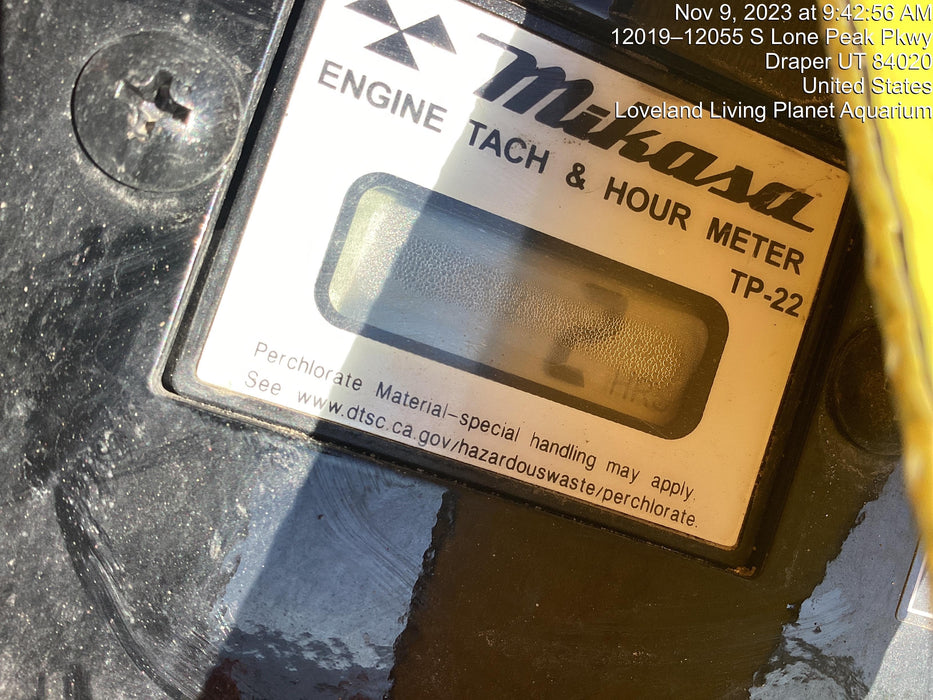 Nov 9, 2023 at 9:42:56 AM
12019–12055 S Lone Peak Pkwy
Draper UT 84020
United States
Loveland Living Planet Aquarium
Mikasa
ENGINE TACH & HOUR METER
TP-22
2 HRS
Perchlorate Material–special handling may apply.
See www.dtsc.ca.gov/hazardouswaste/perchlorate.